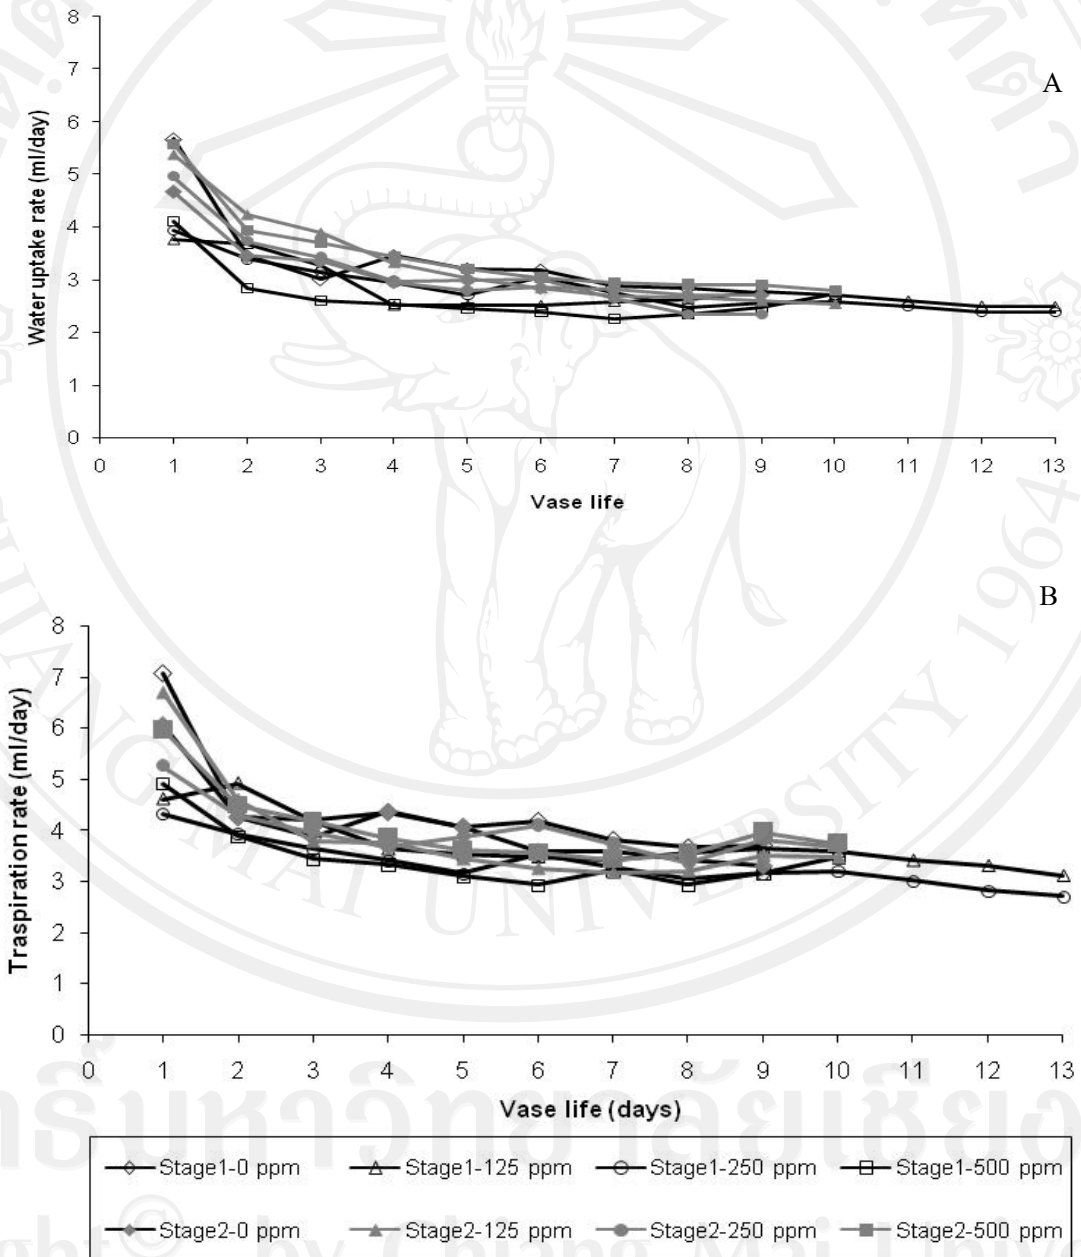 A
Water uptake rate (ml/day)
8
7
6
5
4
3
2
1
0
0 1 2 3 4 5 6 7 8 9 10 11 12 13
Vase life
B
Traspiration rate (ml/day)
8
7
6
5
4
3
2
1
0
0 1 2 3 4 5 6 7 8 9 10 11 12 13
Vase life (days)
Stage1-0 ppm Stage1-125 ppm Stage1-250 ppm Stage1-500 ppm
Stage2-0 ppm Stage2-125 ppm Stage2-250 ppm Stage2-500 ppm
MAI UNIVERSITY 1964